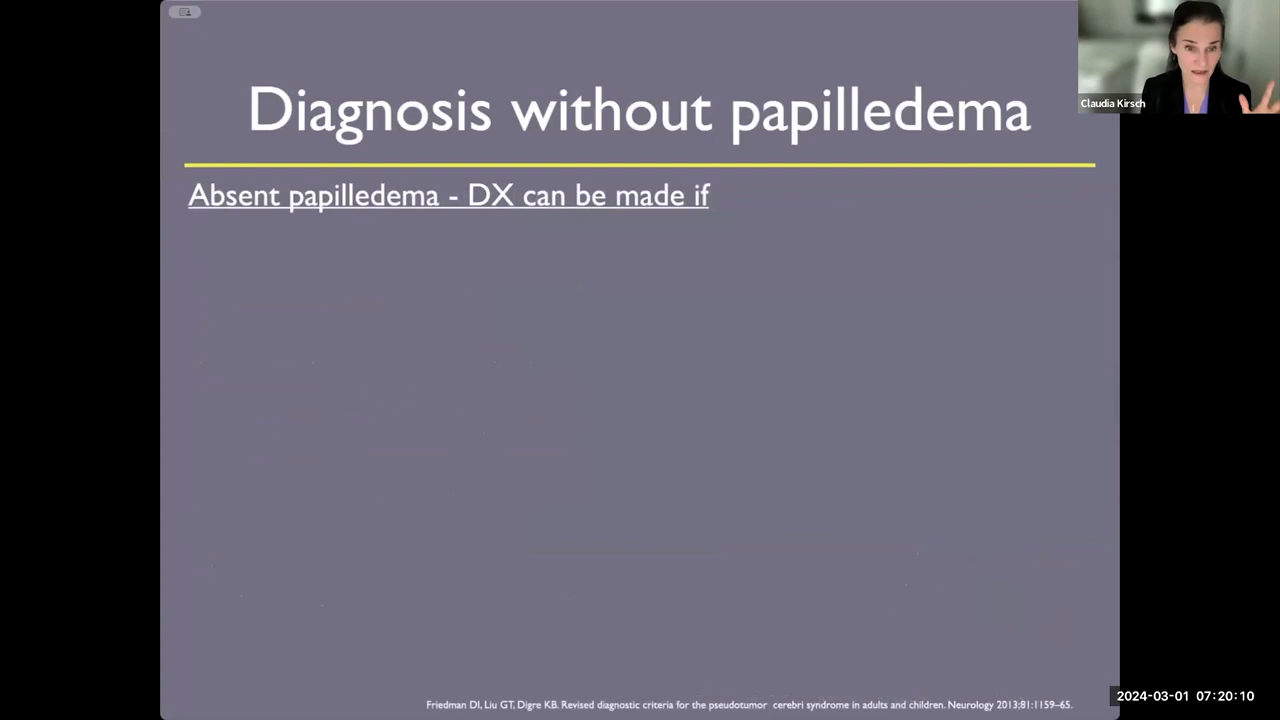 Diagnosis without papilledema
Claudia Kirsch
Absent papilledema - DX can be made if
Friedman DI, Liu GT, Digre KB. Revised diagnostic criteria for the pseudotumor cerebri syndrome in adults and children. Neurology 2013;81:1159–65.
2024-03-01 07:20:10